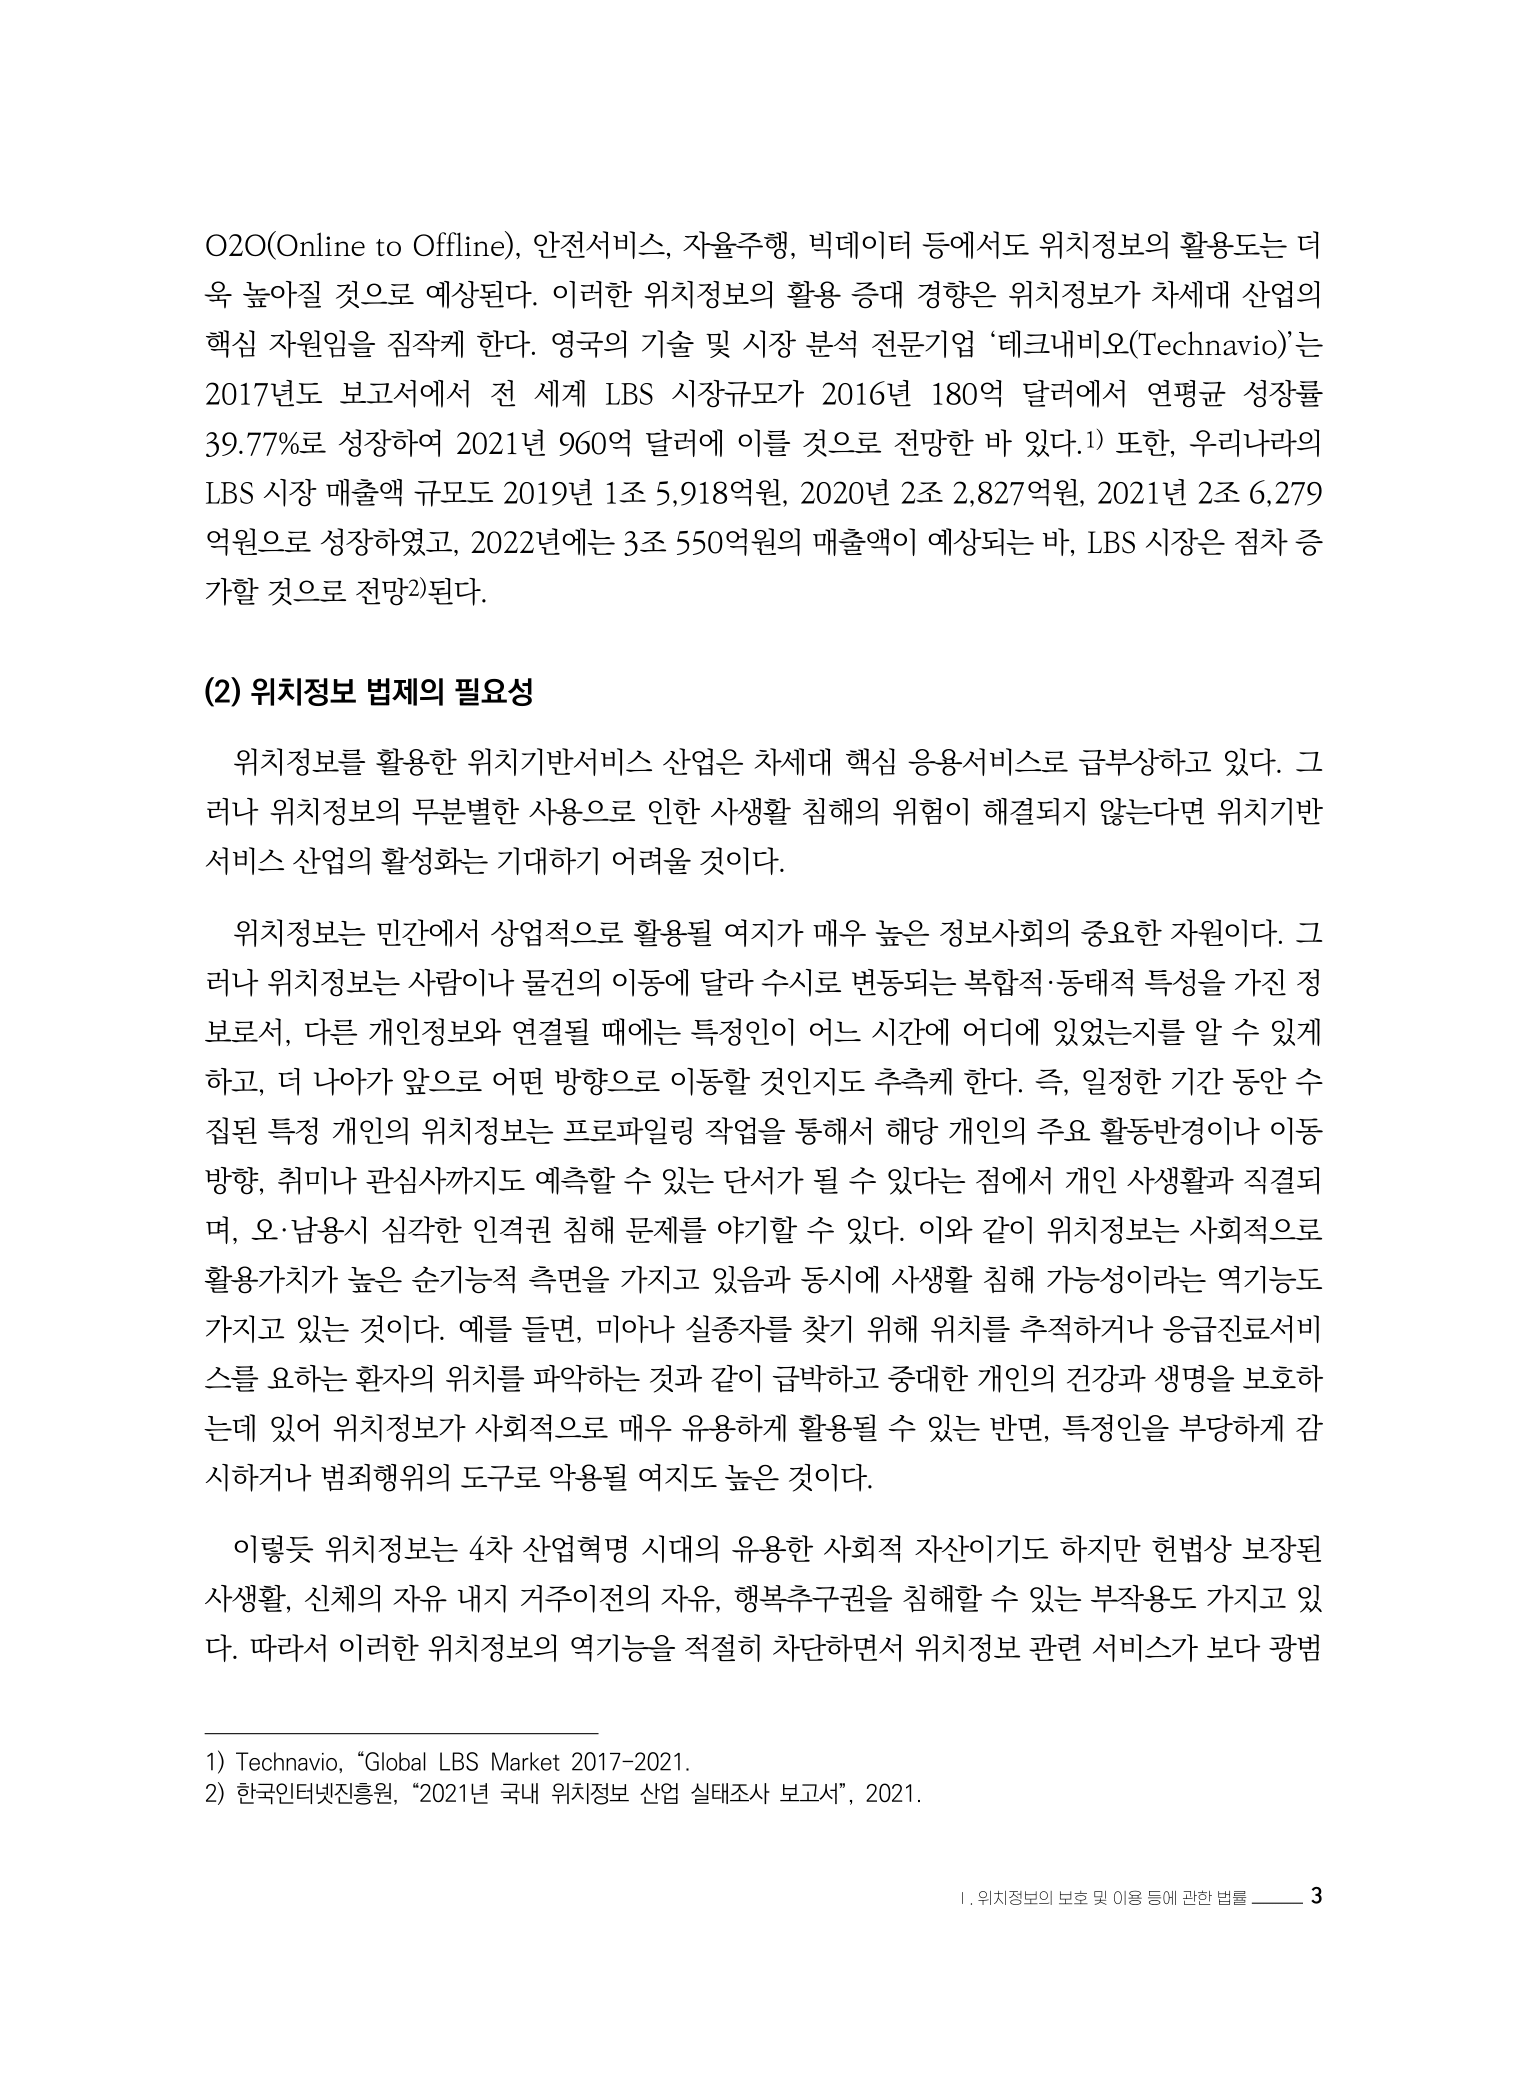 O2O(Online to Offline), 안전서비스, 자율주행, 빅데이터 등에서도 위치정보의 활용도는 더
욱 높아질 것으로 예상된다. 이러한 위치정보의 활용 증대 경향은 위치정보가 차세대 산업의
핵심 자원임을 짐작케 한다. 영국의 기술 및 시장 분석 전문기업 ‘테크내비오(Technavio)’는
2017년도 보고서에서 전 세계 LBS 시장규모가 2016년 180억 달러에서 연평균 성장률
39.77%로 성장하여 2021년 960억 달러에 이를 것으로 전망한 바 있다.1) 또한, 우리나라의
LBS 시장 매출액 규모도 2019년 1조 5,918억원, 2020년 2조 2,827억원, 2021년 2조 6,279
억원으로 성장하였고, 2022년에는 3조 550억원의 매출액이 예상되는 바, LBS 시장은 점차 증
가할 것으로 전망2)된다.
(2) 위치정보 법제의 필요성
위치정보를 활용한 위치기반서비스 산업은 차세대 핵심 응용서비스로 급부상하고 있다. 그
러나 위치정보의 무분별한 사용으로 인한 사생활 침해의 위험이 해결되지 않는다면 위치기반
서비스 산업의 활성화는 기대하기 어려울 것이다.
위치정보는 민간에서 상업적으로 활용될 여지가 매우 높은 정보사회의 중요한 자원이다. 그
러나 위치정보는 사람이나 물건의 이동에 달라 수시로 변동되는 복합적·동태적 특성을 가진 정
보로서, 다른 개인정보와 연결될 때에는 특정인이 어느 시간에 어디에 있었는지를 알 수 있게
하고, 더 나아가 앞으로 어떤 방향으로 이동할 것인지도 추측케 한다. 즉, 일정한 기간 동안 수
집된 특정 개인의 위치정보는 프로파일링 작업을 통해서 해당 개인의 주요 활동반경이나 이동
방향, 취미나 관심사까지도 예측할 수 있는 단서가 될 수 있다는 점에서 개인 사생활과 직결되
며, 오·남용시 심각한 인격권 침해 문제를 야기할 수 있다. 이와 같이 위치정보는 사회적으로
활용가치가 높은 순기능적 측면을 가지고 있음과 동시에 사생활 침해 가능성이라는 역기능도
가지고 있는 것이다. 예를 들면, 미아나 실종자를 찾기 위해 위치를 추적하거나 응급진료서비
스를 요하는 환자의 위치를 파악하는 것과 같이 급박하고 중대한 개인의 건강과 생명을 보호하
는데 있어 위치정보가 사회적으로 매우 유용하게 활용될 수 있는 반면, 특정인을 부당하게 감
시하거나 범죄행위의 도구로 악용될 여지도 높은 것이다.
이렇듯 위치정보는 4차 산업혁명 시대의 유용한 사회적 자산이기도 하지만 헌법상 보장된
사생활, 신체의 자유 내지 거주이전의 자유, 행복추구권을 침해할 수 있는 부작용도 가지고 있
다. 따라서 이러한 위치정보의 역기능을 적절히 차단하면서 위치정보 관련 서비스가 보다 광범
1) Technavio, “Global LBS Market 2017-2021.
2) 한국인터넷진흥원, “2021년 국내 위치정보 산업 실태조사 보고서”, 2021.
Ⅰ. 위치정보의 보호 및 이용 등에 관한 법률 3